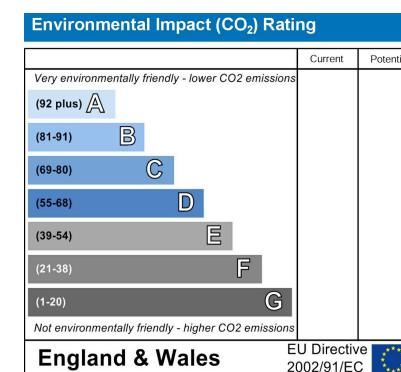 Environmental Impact (CO₂) Rating
Current Potenti
Very environmentally friendly - lower CO2 emissions
(92 plus) A
(81-91) B
(69-80) C
(55-68) D
(39-54) E
(21-38) F
(1-20) G
Not environmentally friendly - higher CO2 emissions
England & Wales
EU Directive
2002/91/EC